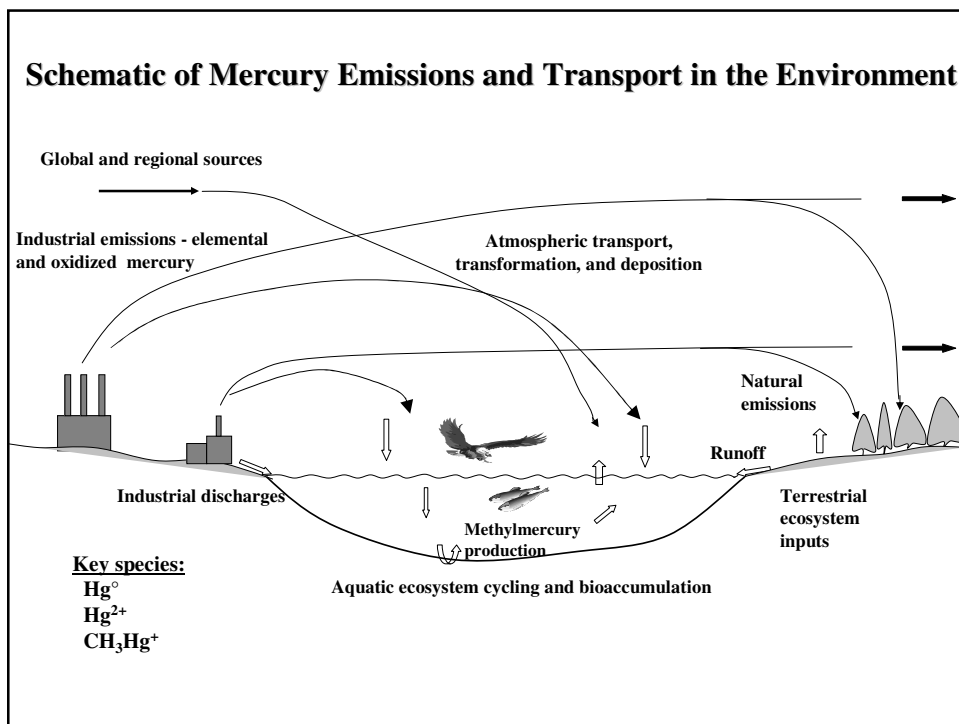 Schematic of Mercury Emissions and Transport in the Environment
Global and regional sources
Industrial emissions - elemental
and oxidized mercury
Atmospheric transport,
transformation, and deposition
Natural
emissions
Runoff
Industrial discharges
Methylmercury
production
Terrestrial
ecosystem
inputs
Aquatic ecosystem cycling and bioaccumulation
Key species:
Hg°
Hg²⁺
CH₃Hg⁺